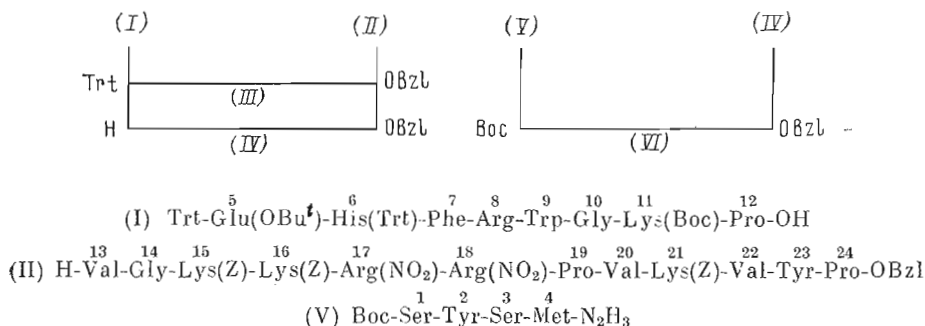 (I) (II) (V) (IV)
Trt OBzl
(III)
H OBzl Boc OBzl
(IV) (VI)
5 6 7 8 9 10 11 12
(I) Trt-Glu(OBuᵗ)-His(Trt)-Phe-Arg-Trp-Gly-Lys(Boc)-Pro-OH
13 14 15 16 17 18 19 20 21 22 23 24
(II) H-Val-Gly-Lys(Z)-Lys(Z)-Arg(NO₂)-Arg(NO₂)-Pro-Val-Lys(Z)-Val-Tyr-Pro-OBzl
1 2 3 4
(V) Boc-Ser-Tyr-Ser-Met-N₂H₃